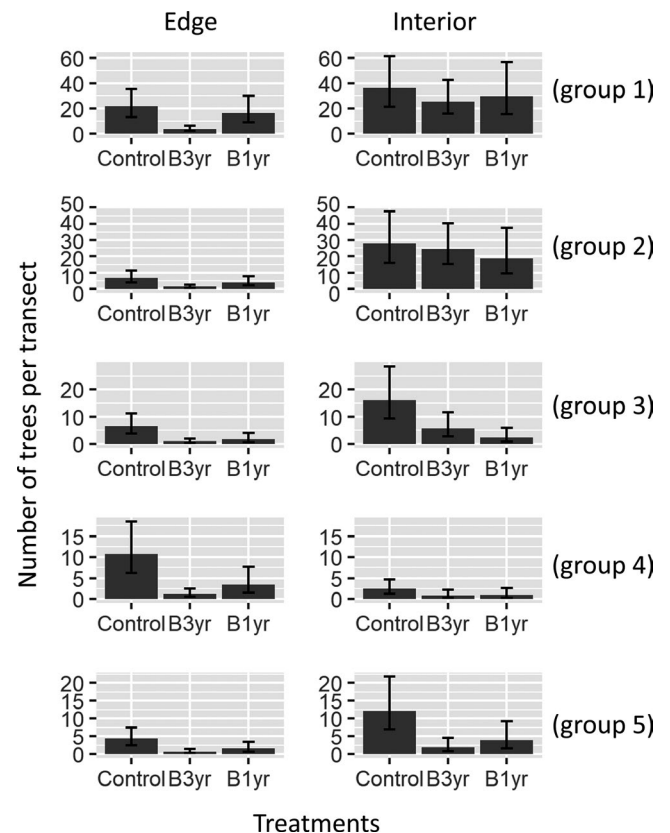 Edge Interior
60 60
40 40
20 20
0 0
Control B3yr B1yr Control B3yr B1yr (group 1)
50 50
40 40
30 30
20 20
10 10
0 0
Control B3yr B1yr Control B3yr B1yr (group 2)
20 20
10 10
0 0
Control B3yr B1yr Control B3yr B1yr (group 3)
15 15
10 10
5 5
0 0
Control B3yr B1yr Control B3yr B1yr (group 4)
20 20
15 15
10 10
5 5
0 0
Control B3yr B1yr Control B3yr B1yr (group 5)
Number of trees per transect
Treatments